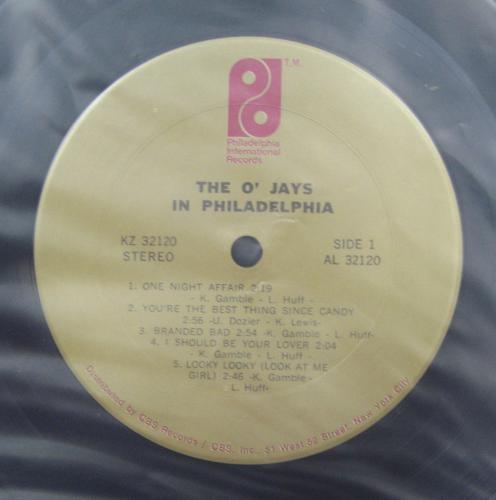 T.M.
Philadelphia
International
Records
THE O' JAYS
IN PHILADELPHIA
KZ 32120
STEREO
SIDE 1
AL 32120
1. ONE NIGHT AFFAIR 2:19
- K. Gamble - L. Huff -
2. YOU'RE THE BEST THING SINCE CANDY
2:56 -U. Dozier - K. Lewis-
3. BRANDED BAD 2:54 -K. Gamble - L. Huff-
4. I SHOULD BE YOUR LOVER 2:04
- K. Gamble - L. Huff -
5. LOOKY LOOKY (LOOK AT ME
GIRL) 2:46 -K. Gamble -
L. Huff-
Distributed by CBS Records / CBS, Inc., 51 West 52 Street, New York City